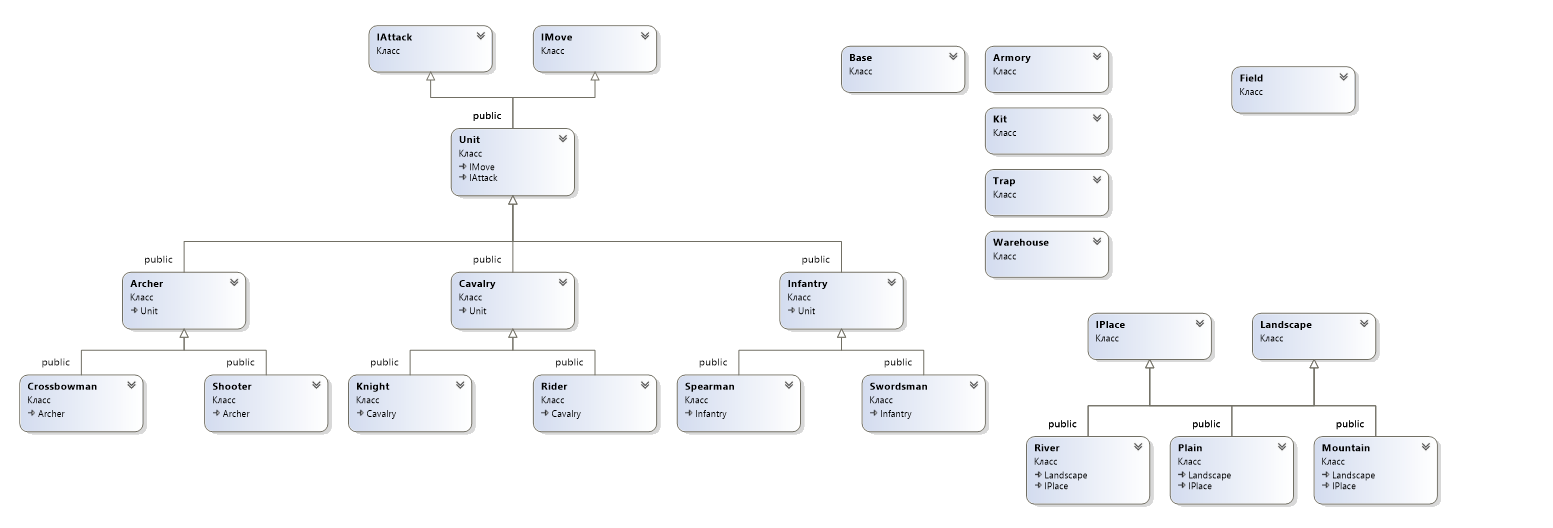 IAttack
Класс
IMove
Класс
public
Unit
Класс
IMove
IAttack
public
public
public
Archer
Класс
Unit
Cavalry
Класс
Unit
Infantry
Класс
Unit
public
public
public
public
public
public
Crossbowman
Класс
Archer
Shooter
Класс
Archer
Knight
Класс
Cavalry
Rider
Класс
Cavalry
Spearman
Класс
Infantry
Swordsman
Класс
Infantry
Base
Класс
Armory
Класс
Kit
Класс
Trap
Класс
Warehouse
Класс
Field
Класс
IPlace
Класс
Landscape
Класс
public
public
public
River
Класс
Landscape
IPlace
Plain
Класс
Landscape
IPlace
Mountain
Класс
Landscape
IPlace